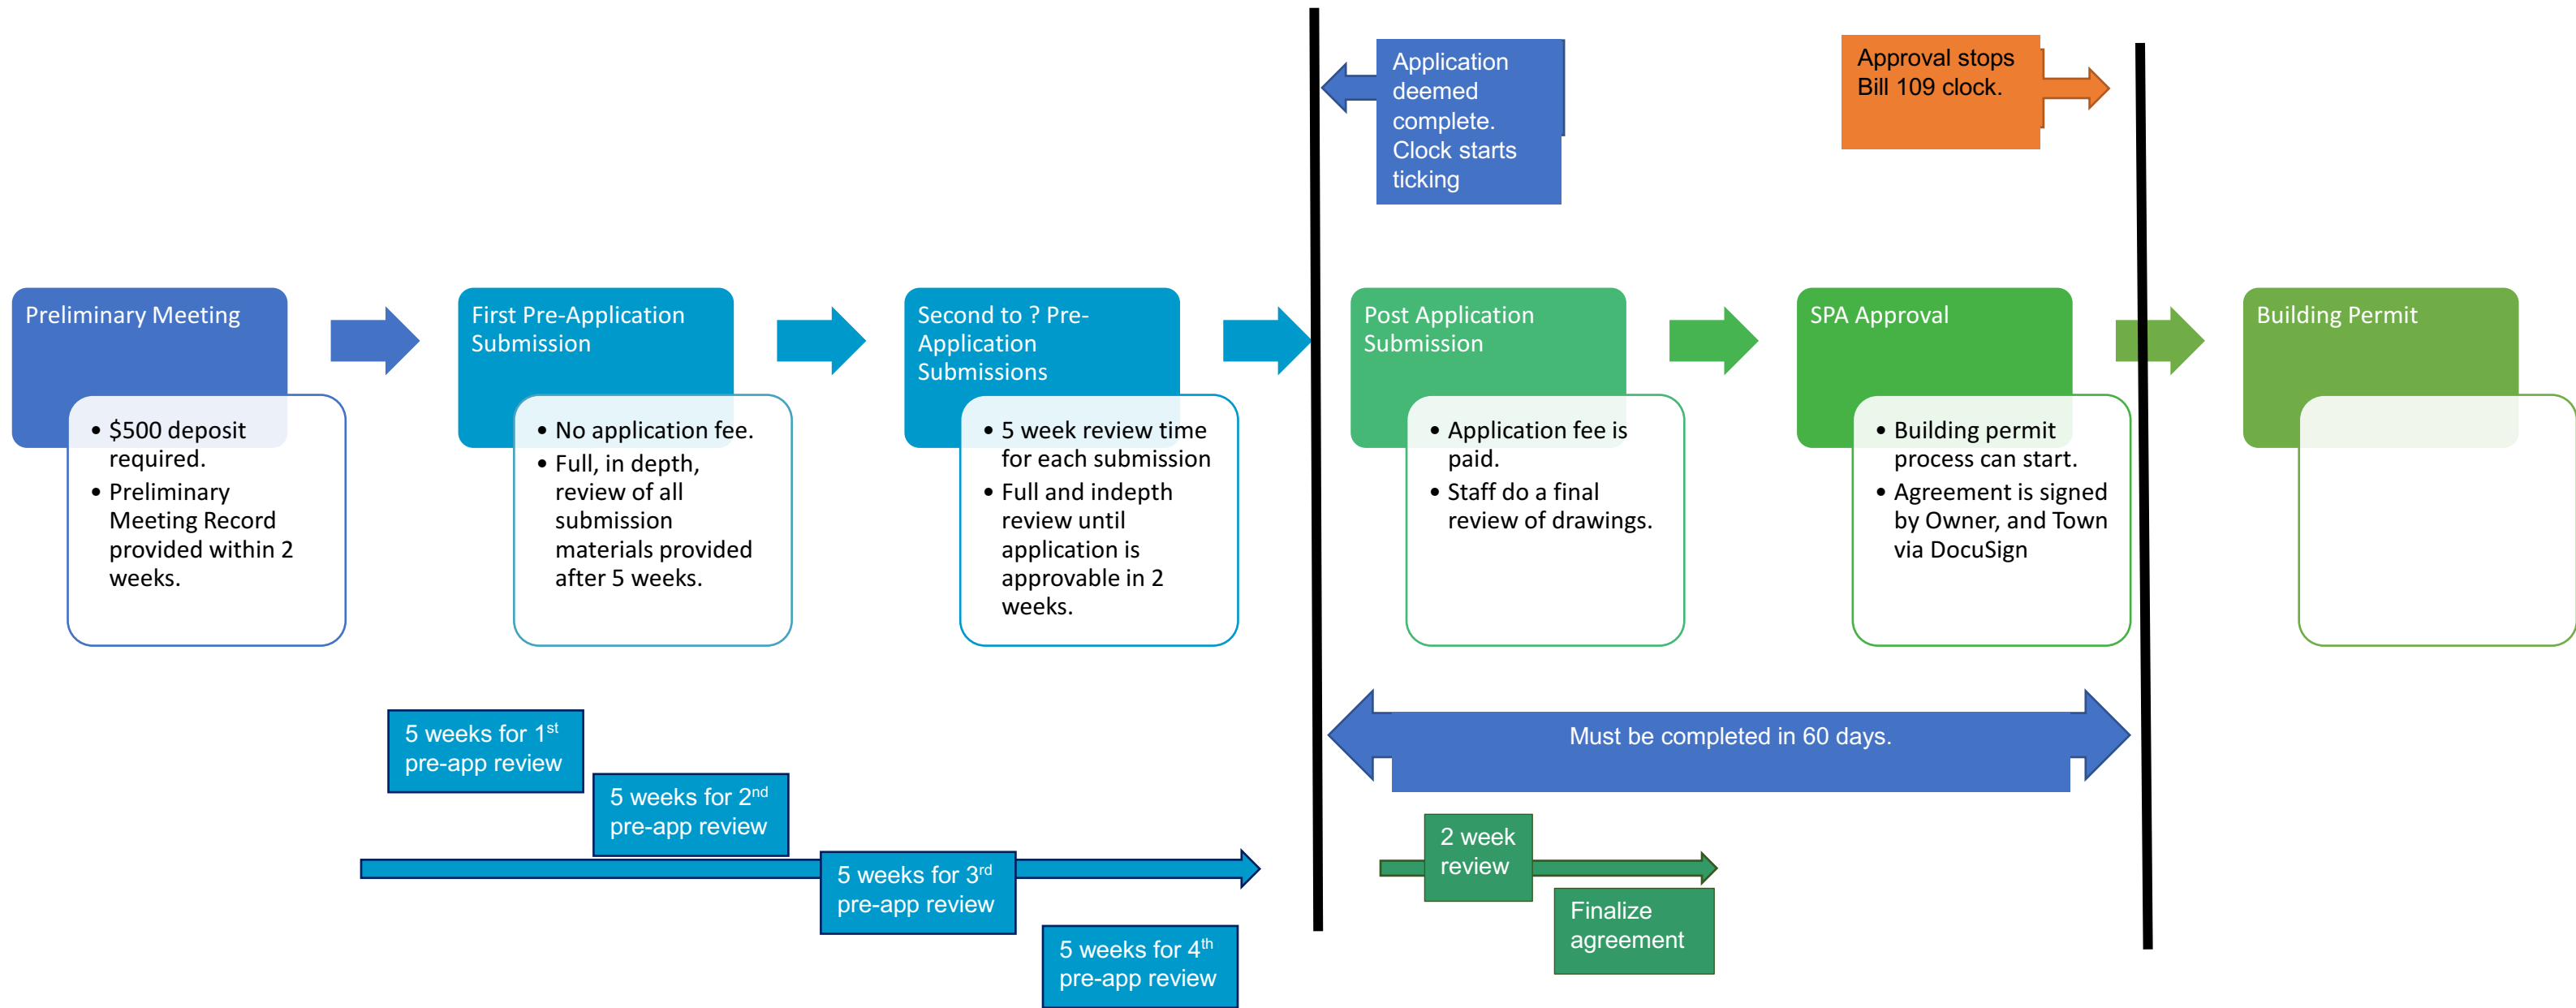 Application
deemed
complete.
Clock starts
ticking
Approval stops
Bill 109 clock.
Preliminary Meeting
• $500 deposit
required.
• Preliminary
Meeting Record
provided within 2
weeks.
First Pre-Application
Submission
• No application fee.
• Full, in depth,
review of all
submission
materials provided
after 5 weeks.
Second to ? Pre-
Application
Submissions
• 5 week review time
for each submission
• Full and indepth
review until
application is
approvable in 2
weeks.
Post Application
Submission
• Application fee is
paid.
• Staff do a final
review of drawings.
SPA Approval
• Building permit
process can start.
• Agreement is signed
by Owner, and Town
via DocuSign
Building Permit
5 weeks for 1st
pre-app review
5 weeks for 2nd
pre-app review
5 weeks for 3rd
pre-app review
5 weeks for 4th
pre-app review
Must be completed in 60 days.
2 week
review
Finalize
agreement